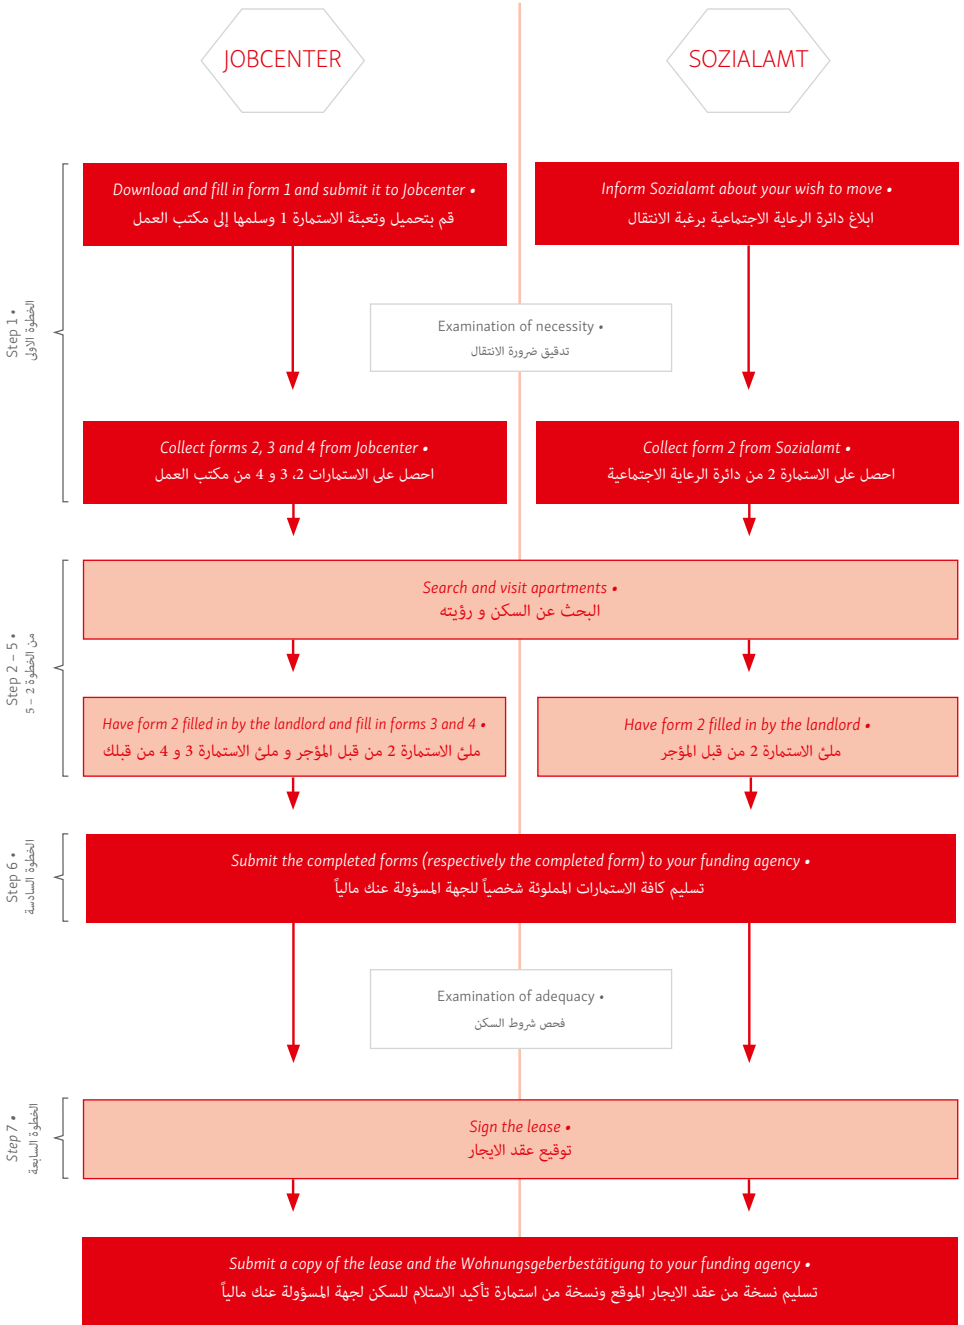 JOBCENTER
SOZIALAMT
Step 1 •
الخطوة الاولى
Download and fill in form 1 and submit it to Jobcenter •
قم بتحميل وتعبئة الاستمارة 1 وسلمها إلى مكتب العمل
Inform Sozialamt about your wish to move •
ابلاغ دائرة الرعاية الاجتماعية برغبة الانتقال
Examination of necessity •
تدقيق ضرورة الانتقال
Collect forms 2, 3 and 4 from Jobcenter •
احصل على الاستمارات 2، 3 و 4 من مكتب العمل
Collect form 2 from Sozialamt •
احصل على الاستمارة 2 من دائرة الرعاية الاجتماعية
Step 2 – 5 •
من الخطوة 2 – 5
Search and visit apartments •
البحث عن السكن و رؤيته
Have form 2 filled in by the landlord and fill in forms 3 and 4 •
ملئ الاستمارة 2 من قبل المؤجر و ملئ الاستمارة 3 و 4 من قبلك
Have form 2 filled in by the landlord •
ملئ الاستمارة 2 من قبل المؤجر
Step 6 •
الخطوة السادسة
Submit the completed forms (respectively the completed form) to your funding agency •
تسليم كافة الاستمارات المملوئة شخصياً للجهة المسؤولة عنك مالياً
Examination of adequacy •
فحص شروط السكن
Step 7 •
الخطوة السابعة
Sign the lease •
توقيع عقد الايجار
Submit a copy of the lease and the Wohnungsgeberbestätigung to your funding agency •
تسليم نسخة من عقد الايجار الموقع ونسخة من استمارة تأكيد الاستلام للسكن لجهة المسؤولة عنك مالياً